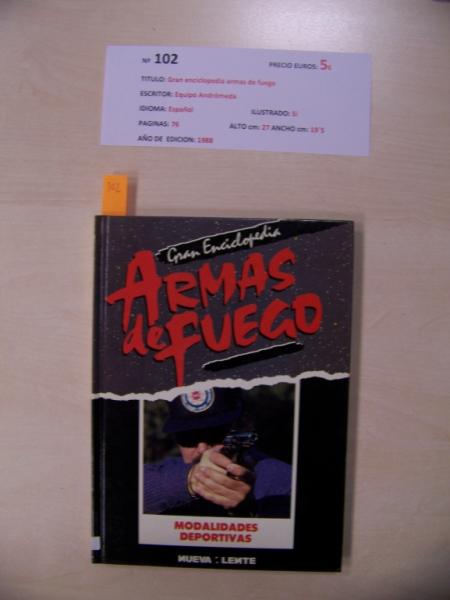 Nº 102 PRECIO EUROS: 5€
TITULO: Gran enciclopedia armas de fuego
ESCRITOR: Equipo Andrómeda
IDIOMA: Español ILUSTRADO: Si
PAGINAS: 76 ALTO cm: 27 ANCHO cm: 19´5
AÑO DE EDICION: 1988
102
Gran Enciclopedia
ARMAS
de FUEGO
MODALIDADES
DEPORTIVAS
NUEVA : LENTE